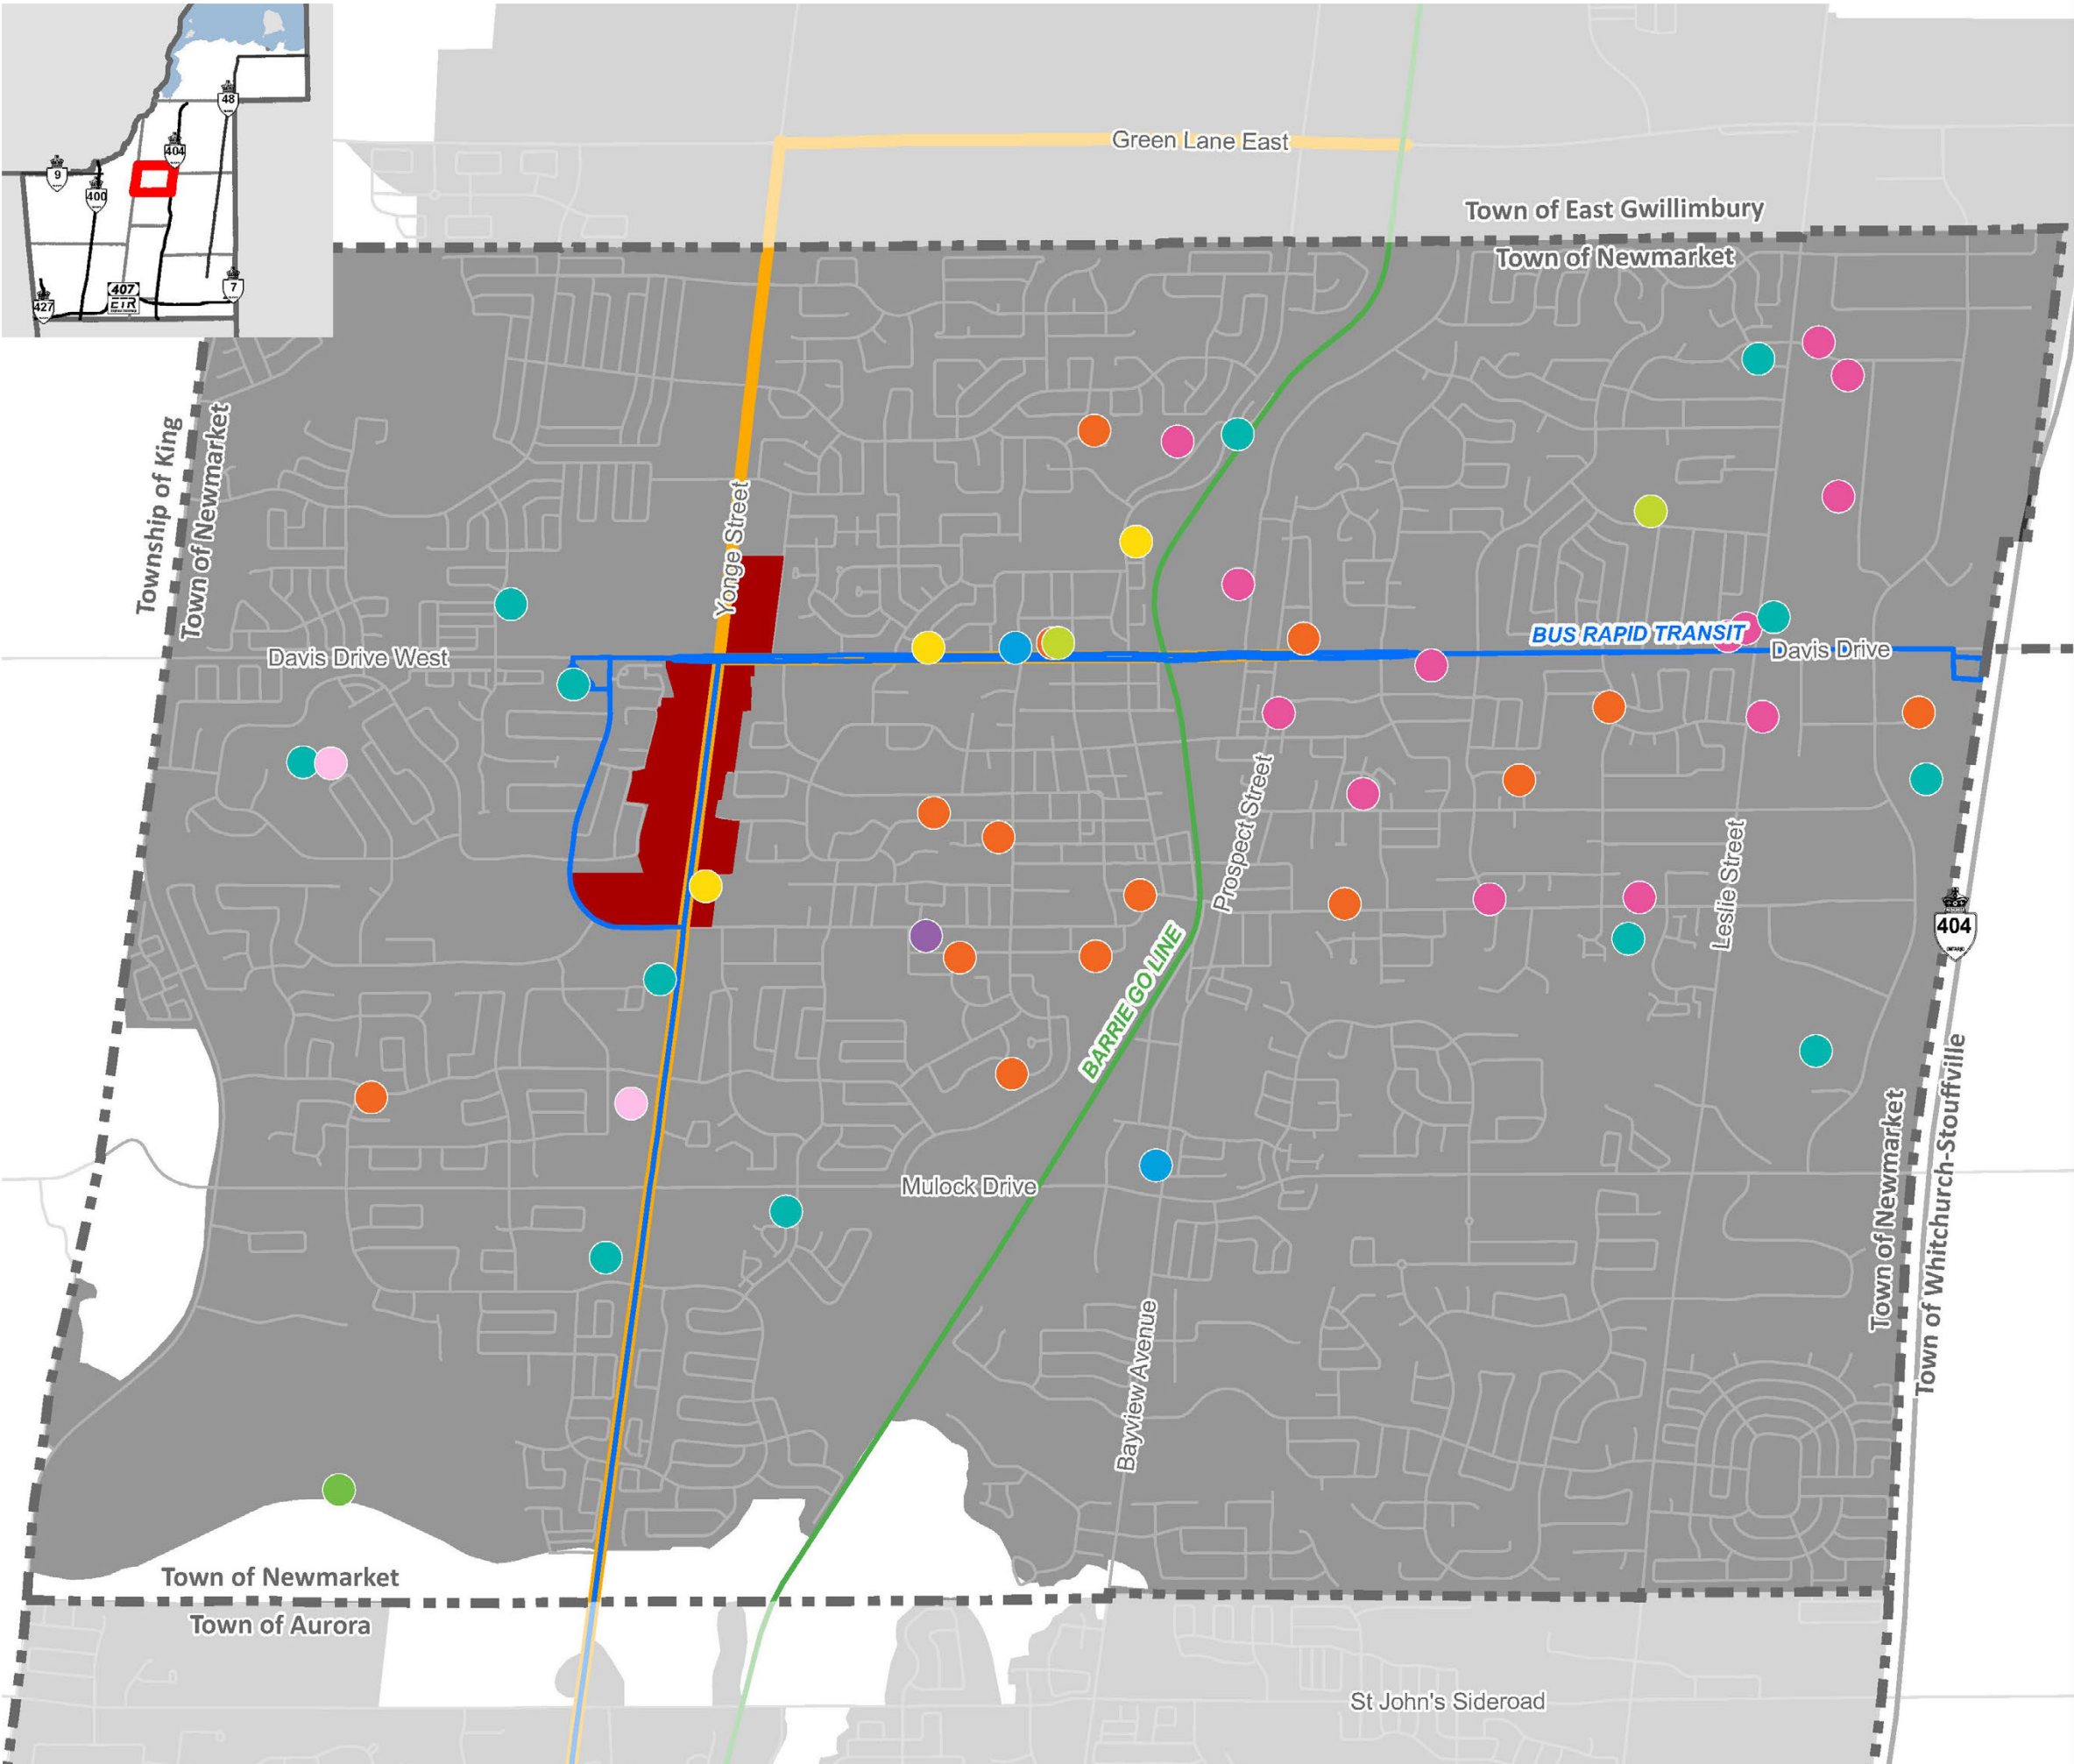 48
404
9
400
407
ETR
7
427
Green Lane East
Town of East Gwillimbury
Town of Newmarket
Township of King
Town of Newmarket
Yonge Street
BUS RAPID TRANSIT
Davis Drive West
Davis Drive
Prospect Street
Leslie Street
404
ONTARIO
BARRIE GO LINE
Mulock Drive
Bayview Avenue
Town of Newmarket
Town of Whitchurch-Stouffville
Town of Newmarket
Town of Aurora
St John's Sideroad